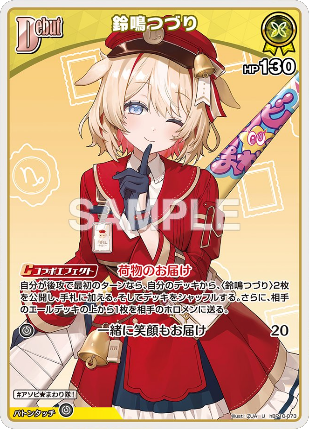 Debut
鈴鳴つづり
HP130
SAMPLE
コラボエフェクト 荷物のお届け
自分が後攻で最初のターンなら、自分のデッキから、〈鈴鳴つづり〉2枚
を公開し、手札に加える。そしてデッキをシャッフルする。さらに、相手
のエールデッキの上から1枚を相手のホロメンに送る。
一緒に笑顔もお届け 20
#アソビ★まわり隊!
バトンタッチ